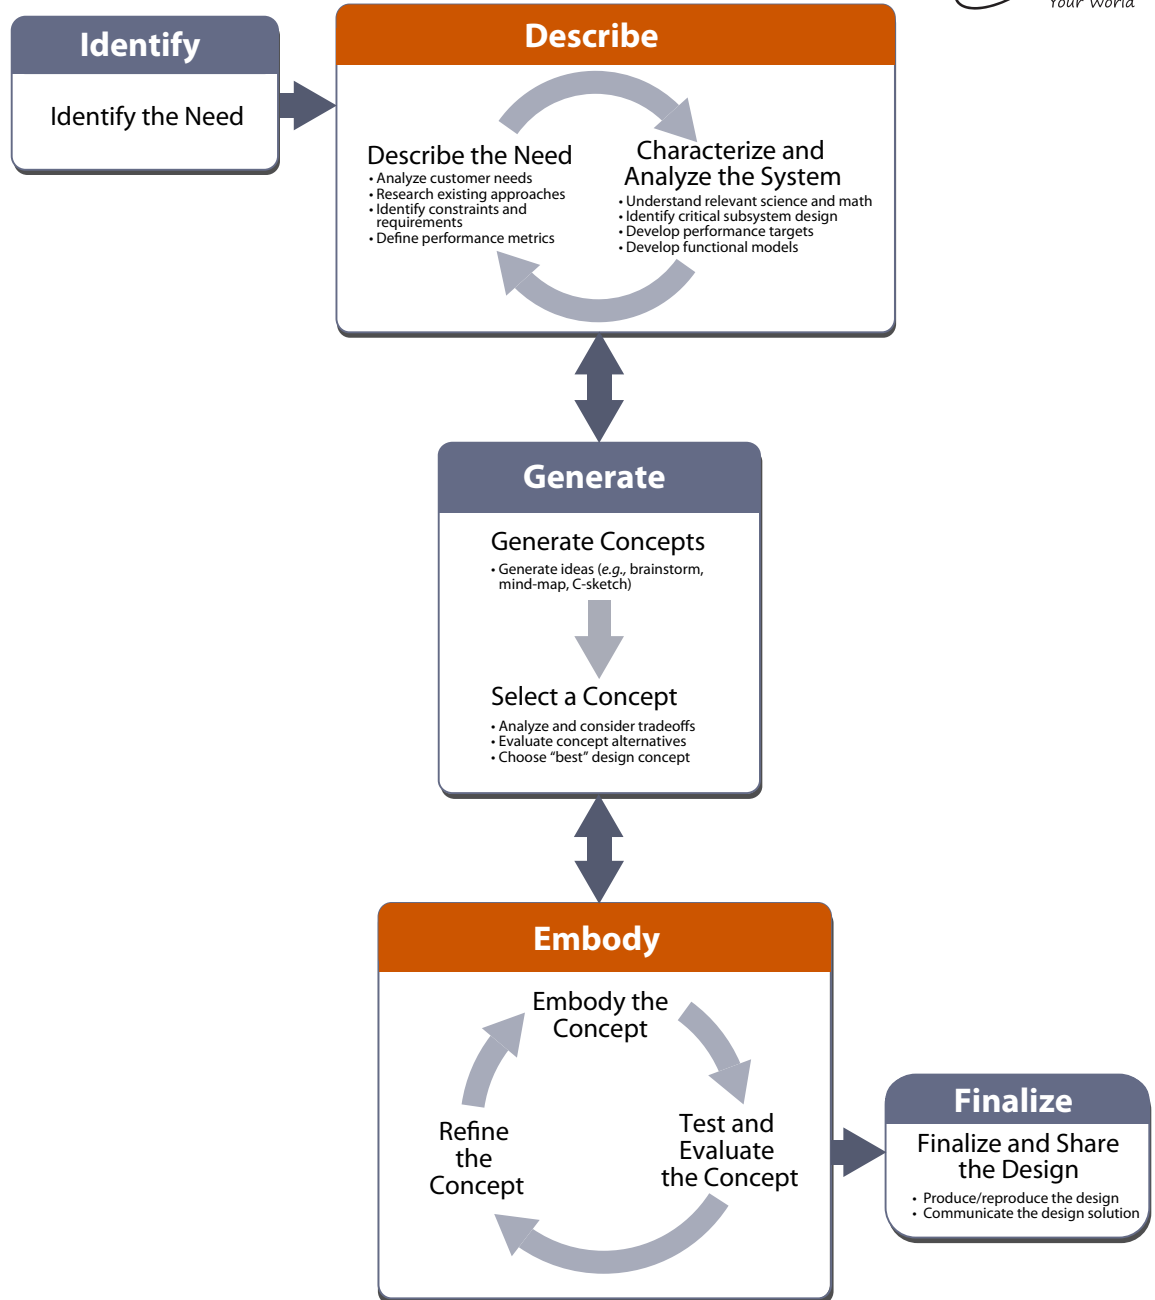 Your World
Identify
Identify the Need
Describe
Describe the Need
• Analyze customer needs
• Research existing approaches
• Identify constraints and
requirements
• Define performance metrics
Characterize and
Analyze the System
• Understand relevant science and math
• Identify critical subsystem design
• Develop performance targets
• Develop functional models
Generate
Generate Concepts
• Generate ideas (e.g., brainstorm,
mind-map, C-sketch)
Select a Concept
• Analyze and consider tradeoffs
• Evaluate concept alternatives
• Choose “best” design concept
Embody
Embody the
Concept
Test and
Evaluate
the Concept
Refine
the
Concept
Finalize
Finalize and Share
the Design
• Produce/reproduce the design
• Communicate the design solution